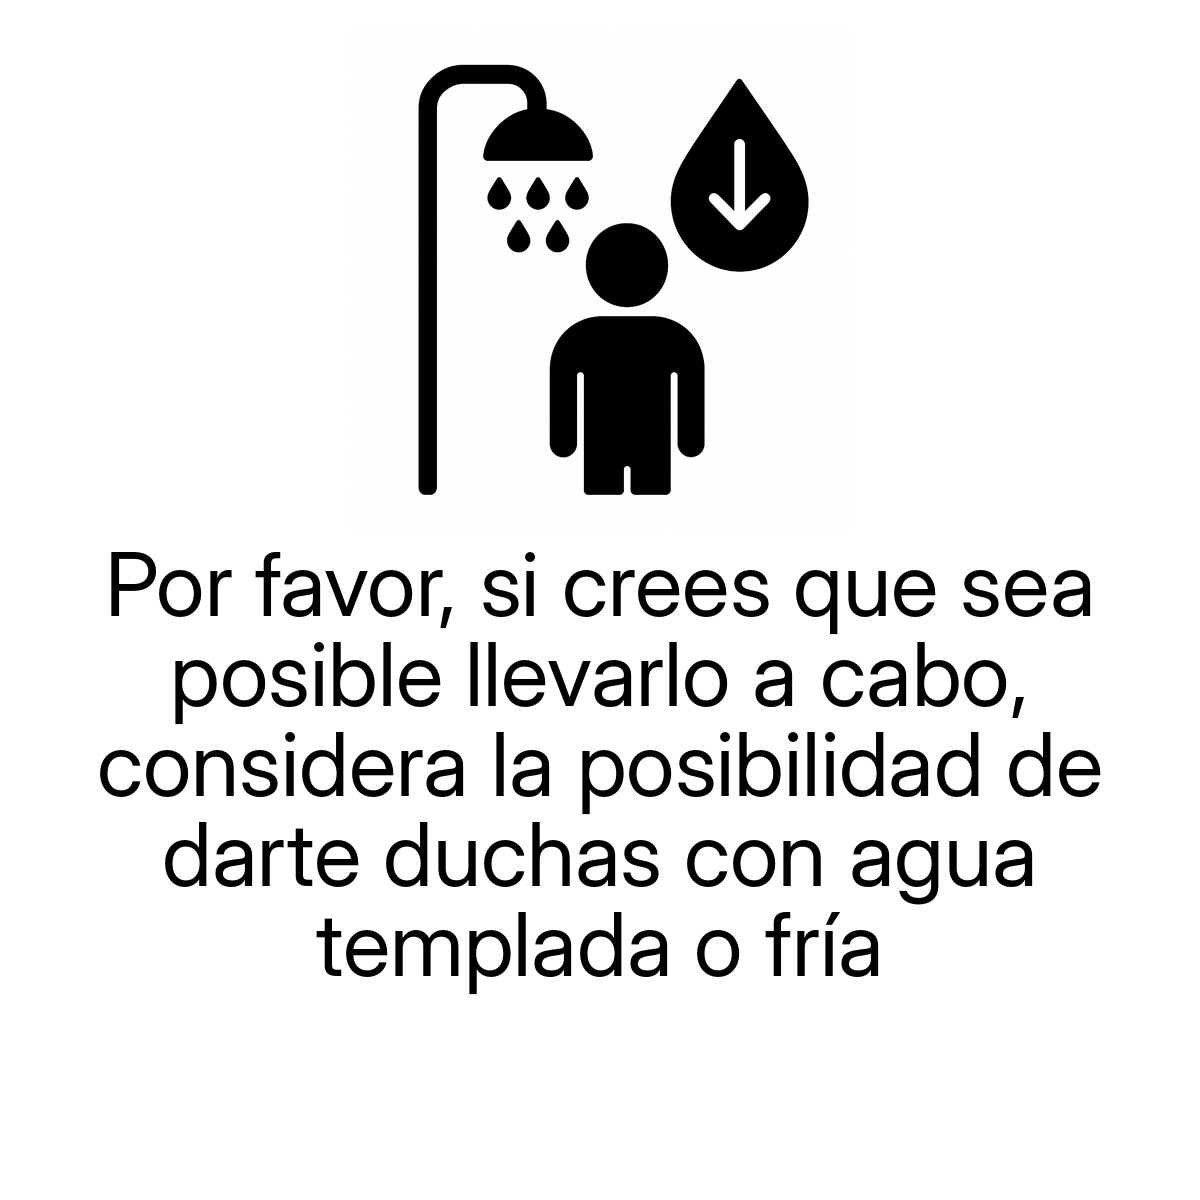 Por favor, si crees que sea
posible llevarlo a cabo,
considera la posibilidad de
darte duchas con agua
templada o fría